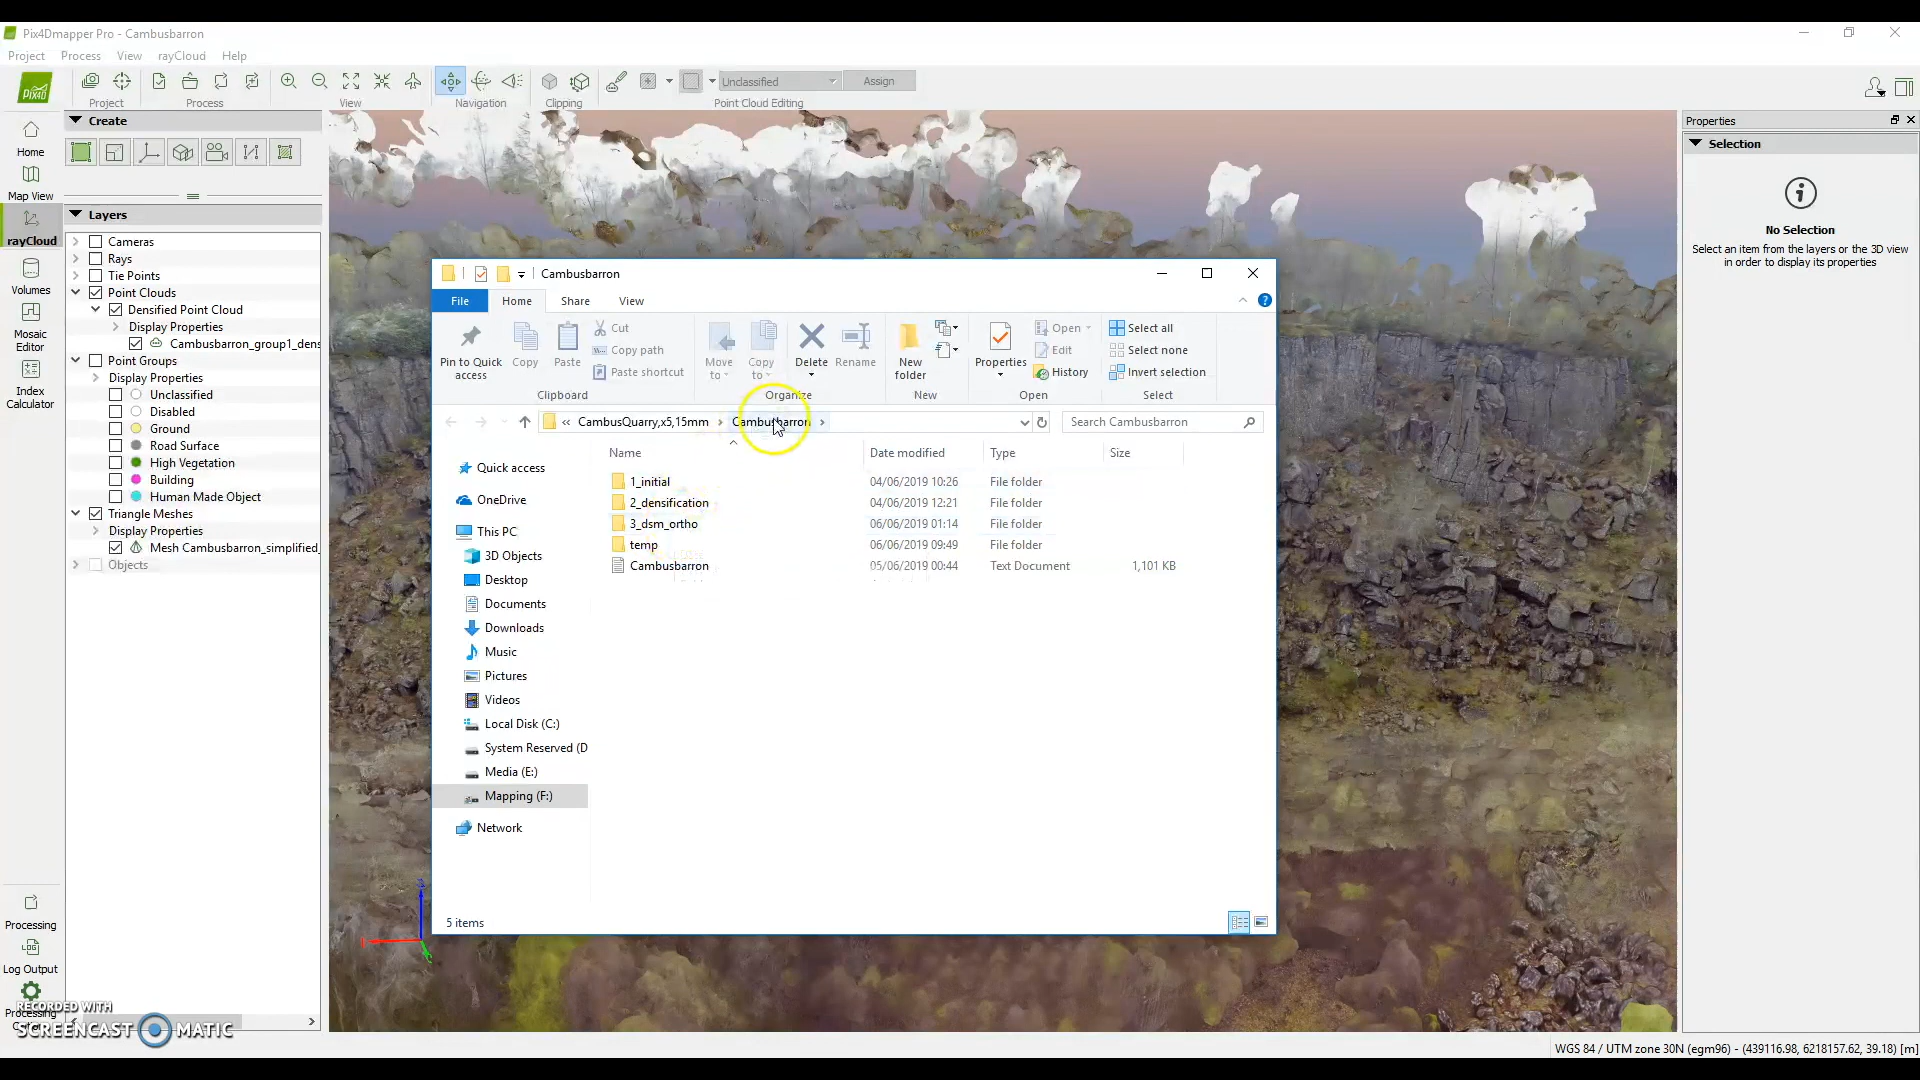 Pix4Dmapper Pro - Cambusbarron
Project Process View rayCloud Help
PIX4D
Project Process View Navigation Clipping Point Cloud Editing
Unclassified Assign
Home
Map View
rayCloud
Volumes
Mosaic
Editor
Index
Calculator
Processing
Log Output
Processing
Create
Layers
Cameras
Rays
Tie Points
Point Clouds
Densified Point Cloud
Display Properties
Cambusbarron_group1_dens
Point Groups
Display Properties
Unclassified
Disabled
Ground
Road Surface
High Vegetation
Building
Human Made Object
Triangle Meshes
Display Properties
Mesh Cambusbarron_simplified_
Objects
Cambusbarron
File Home Share View
Pin to Quick
access
Copy
Paste
Cut
Copy path
Paste shortcut
Clipboard
Move
to
Copy
to
Delete
Rename
Organize
New
folder
New
Properties
Open
Edit
History
Open
Select all
Select none
Invert selection
Select
« CambusQuarry,x5,15mm › Cambusbarron ›
Search Cambusbarron
Name Date modified Type Size
1_initial 04/06/2019 10:26 File folder
2_densification 04/06/2019 12:21 File folder
3_dsm_ortho 06/06/2019 01:14 File folder
temp 06/06/2019 09:49 File folder
Cambusbarron 05/06/2019 00:44 Text Document 1,101 KB
Quick access
OneDrive
This PC
3D Objects
Desktop
Documents
Downloads
Music
Pictures
Videos
Local Disk (C:)
System Reserved (D
Media (E:)
Mapping (F:)
Network
5 items
Properties
Selection
No Selection
Select an item from the layers or the 3D view
in order to display its properties
RECORDED WITH
SCREENCAST MATIC
WGS 84 / UTM zone 30N (egm96) - (439116.98, 6218157.62, 39.18) [m]